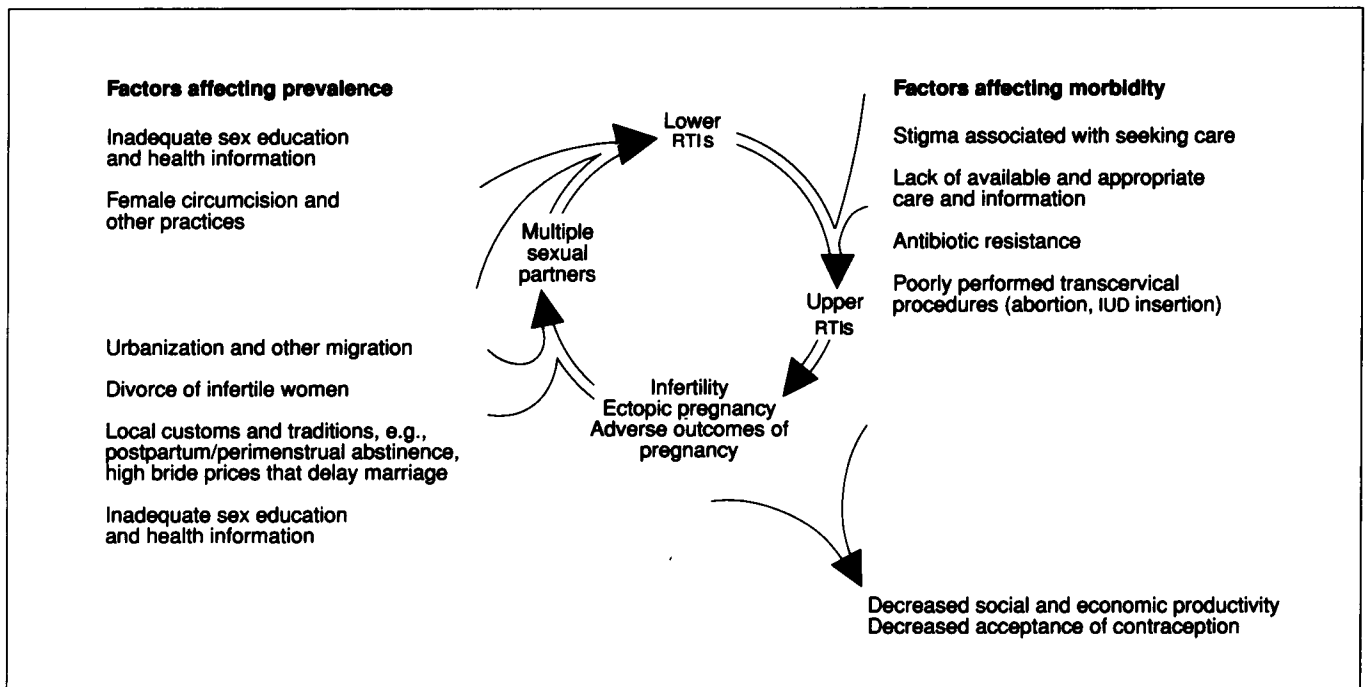 Factors affecting prevalence
Inadequate sex education
and health information
Female circumcision and
other practices
Urbanization and other migration
Divorce of infertile women
Local customs and traditions, e.g.,
postpartum/perimenstrual abstinence,
high bride prices that delay marriage
Inadequate sex education
and health information
Lower
RTIs
Multiple
sexual
partners
Upper
RTIs
Infertility
Ectopic pregnancy
Adverse outcomes of
pregnancy
Factors affecting morbidity
Stigma associated with seeking care
Lack of available and appropriate
care and information
Antibiotic resistance
Poorly performed transcervical
procedures (abortion, IUD insertion)
Decreased social and economic productivity
Decreased acceptance of contraception